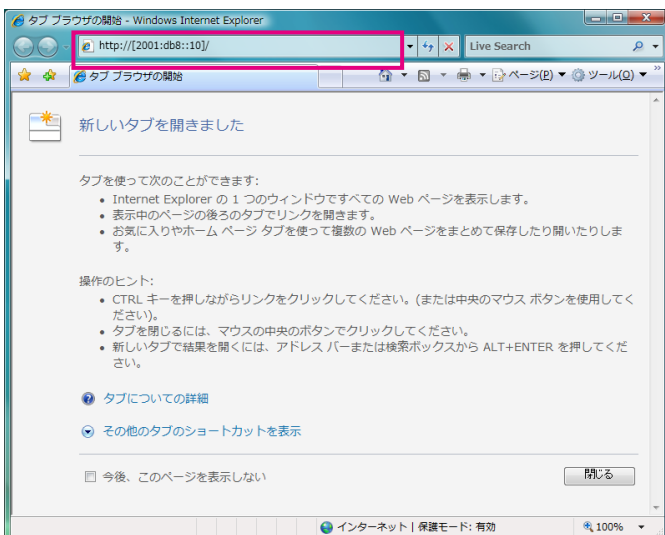 タブ ブラウザの開始 - Windows Internet Explorer
http://[2001:db8::10]/
Live Search
タブ ブラウザの開始
ページ(P) ツール(O)
新しいタブを開きました
タブを使って次のことができます:
• Internet Explorer の 1 つのウィンドウですべての Web ページを表示します。
• 表示中のページの後ろのタブでリンクを開きます。
• お気に入りやホーム ページ タブを使って複数の Web ページをまとめて保存したり開いたりしま
す。
操作のヒント:
• CTRL キーを押しながらリンクをクリックしてください。(または中央のマウス ボタンを使用してく
ださい)。
• タブを閉じるには、マウスの中央のボタンでクリックしてください。
• 新しいタブで結果を開くには、アドレス バーまたは検索ボックスから ALT+ENTER を押してくだ
さい。
タブについての詳細
その他のタブのショートカットを表示
今後、このページを表示しない
閉じる
インターネット | 保護モード: 有効
100%